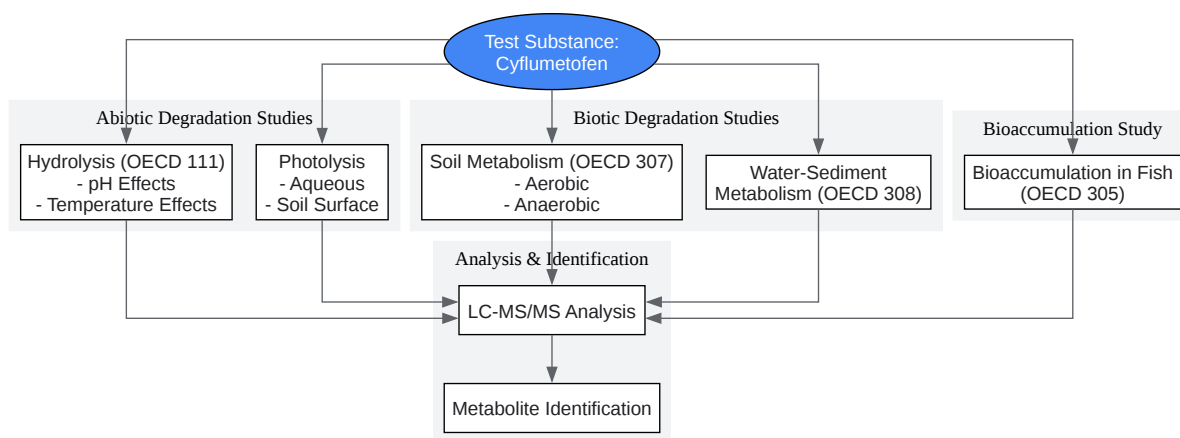 Test Substance:
Cyflumetofen
Abiotic Degradation Studies
Hydrolysis (OECD 111)
- pH Effects
- Temperature Effects
Photolysis
- Aqueous
- Soil Surface
Biotic Degradation Studies
Soil Metabolism (OECD 307)
- Aerobic
- Anaerobic
Water-Sediment
Metabolism (OECD 308)
Bioaccumulation Study
Bioaccumulation in Fish
(OECD 305)
Analysis & Identification
LC-MS/MS Analysis
Metabolite Identification